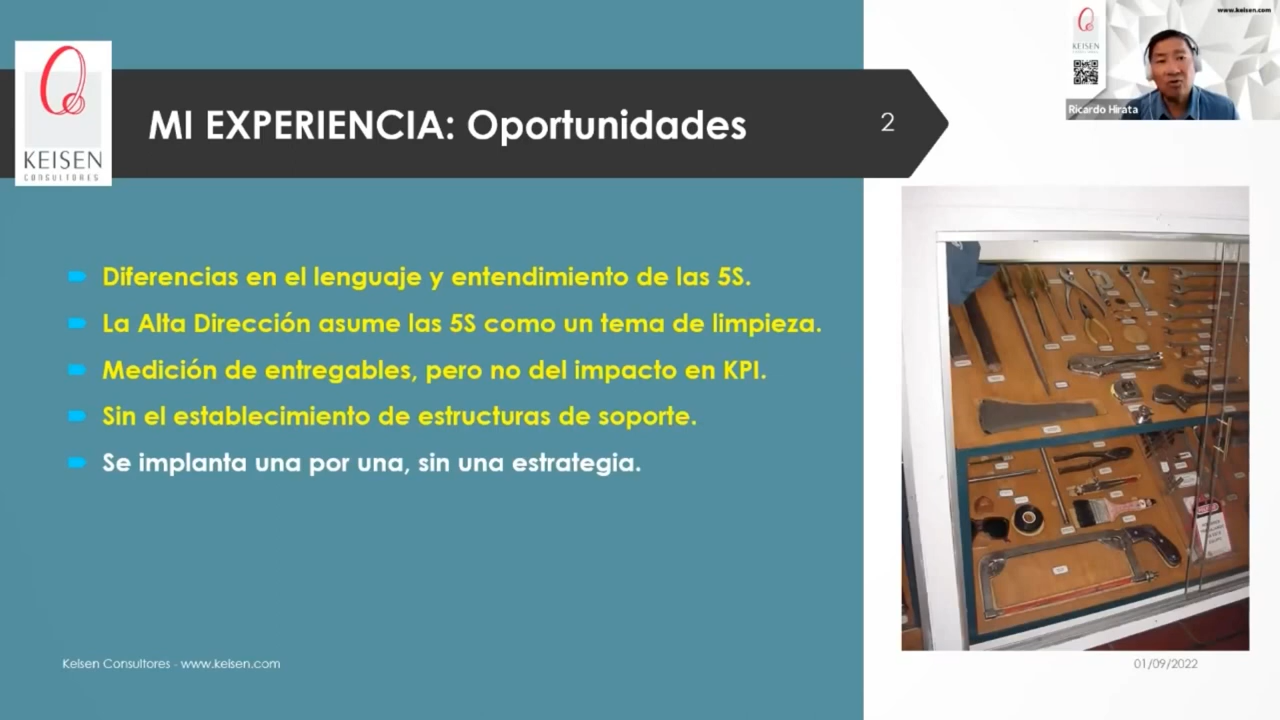 www.keisen.com
KEISEN
CONSULTORES
Ricardo Hirata
KEISEN
CONSULTORES
MI EXPERIENCIA: Oportunidades
2
Diferencias en el lenguaje y entendimiento de las 5S.
La Alta Dirección asume las 5S como un tema de limpieza.
Medición de entregables, pero no del impacto en KPI.
Sin el establecimiento de estructuras de soporte.
Se implanta una por una, sin una estrategia.
Keisen Consultores - www.keisen.com
01/09/2022